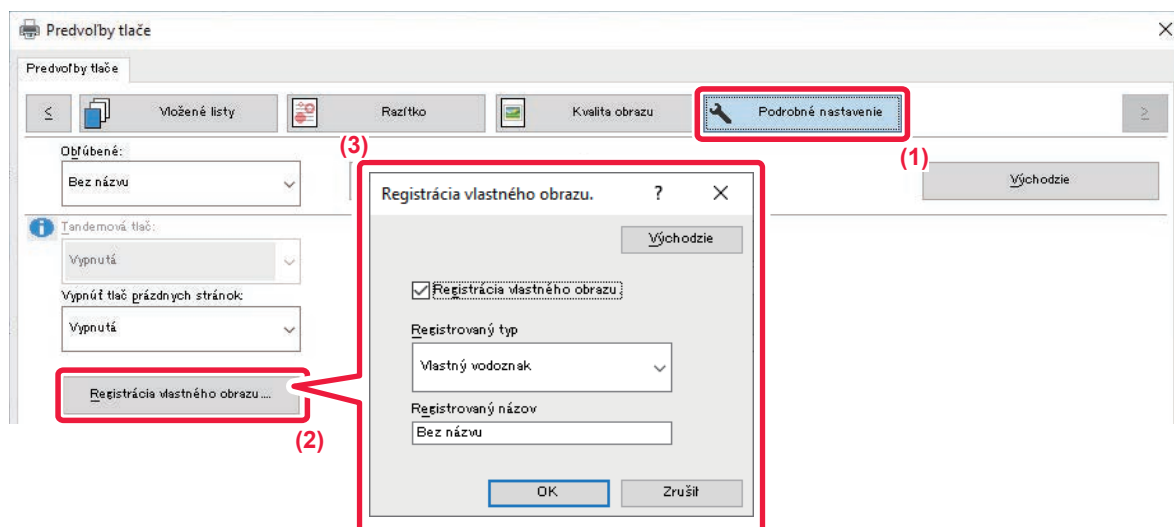 Predvoľby tlače
Predvoľby tlače
Vložené listy
Razítko
Kvalita obrazu
Podrobné nastavenie
(1)
Obľúbené:
(3)
Bez názvu
Východzie
Registrácia vlastného obrazu.
Východzie
Tandemová tlač:
Vypnutá
Registrácia vlastného obrazu
Vypnúť tlač prázdnych stránok:
Vypnutá
Registrovaný typ
Vlastný vodoznak
Registrácia vlastného obrazu....
(2)
Registrovaný názov
Bez názvu
OK
Zrušiť